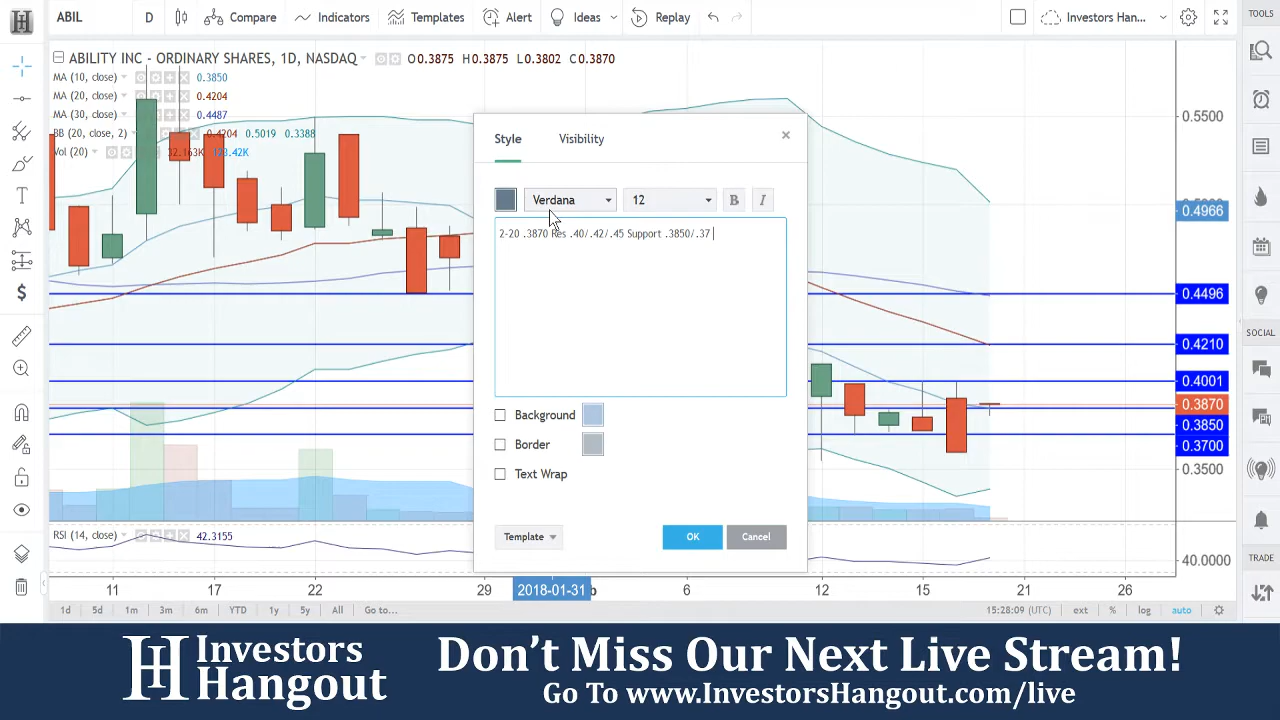 ABIL
D
Compare
Indicators
Templates
Alert
Ideas
Replay
Investors Han...
TOOLS
ABILITY INC - ORDINARY SHARES, 1D, NASDAQ
O0.3875 H0.3875 L0.3802 C0.3870
MA (10, close) 0.3850
MA (20, close) 0.4204
MA (30, close) 0.4487
BB (20, close, 2) 0.4204 0.5019 0.3388
Vol (20) 32.163K 123.42K
Style
Visibility
×
Verdana
12
B
I
2-20 .3870 Res .40/.42/.45 Support .3850/.37
Background
Border
Text Wrap
Template
OK
Cancel
0.5500
0.4966
0.4496
0.4210
0.4001
0.3870
0.3850
0.3700
0.3500
SOCIAL
RSI (14, close) 42.3155
40.0000
TRADE
11
17
22
29
2018-01-31
6
12
15
21
26
1d
5d
1m
3m
6m
YTD
1y
5y
All
Go to...
15:28:09 (UTC)
ext
%
log
auto
IH
Investors
Hangout
Don't Miss Our Next Live Stream!
Go To www.InvestorsHangout.com/live